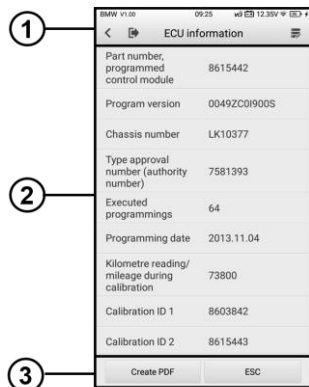 BMW V1.00 09:25 12.35V
ECU information
1
Part number,
programmed
control module
8615442
Program version 0049ZC0I900S
Chassis number LK10377
Type approval
number (authority
number)
7581393
2
Executed
programmings
64
Programming date 2013.11.04
Kilometre reading/
mileage during
calibration
73800
Calibration ID 1 8603842
Calibration ID 2 8615443
3
Create PDF ESC